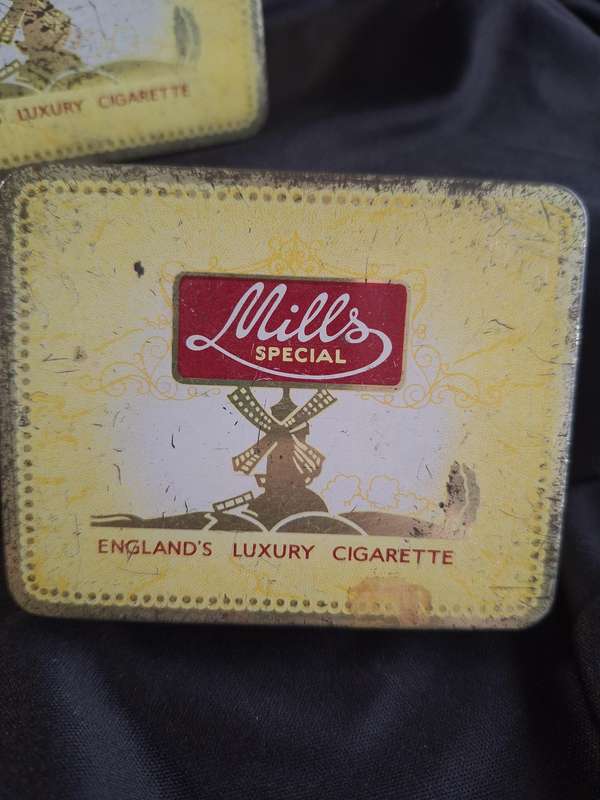 LUXURY CIGARETTE
Mills
SPECIAL
ENGLAND'S LUXURY CIGARETTE